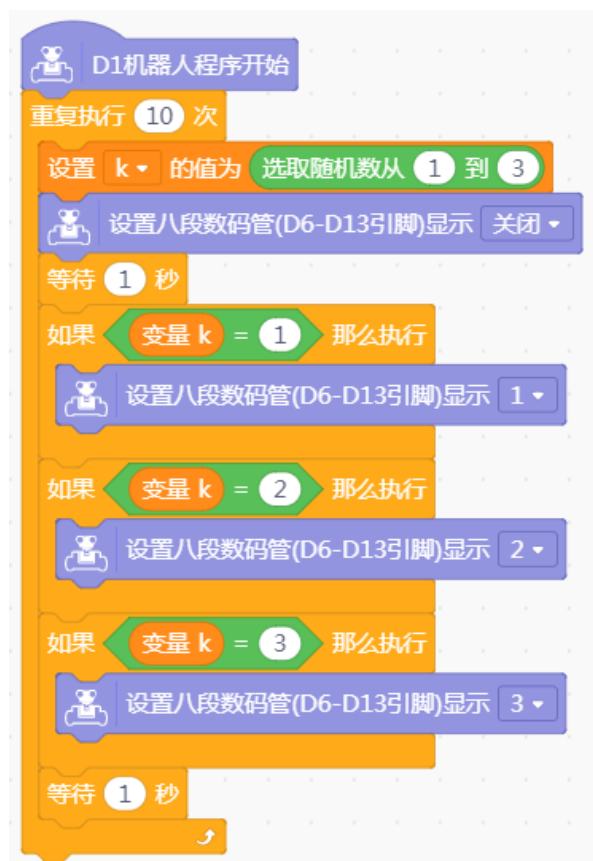 D1机器人程序开始
重复执行 10 次
设置 k 的值为 选取随机数从 1 到 3
设置八段数码管(D6-D13引脚)显示 关闭
等待 1 秒
如果 变量 k = 1 那么执行
设置八段数码管(D6-D13引脚)显示 1
如果 变量 k = 2 那么执行
设置八段数码管(D6-D13引脚)显示 2
如果 变量 k = 3 那么执行
设置八段数码管(D6-D13引脚)显示 3
等待 1 秒